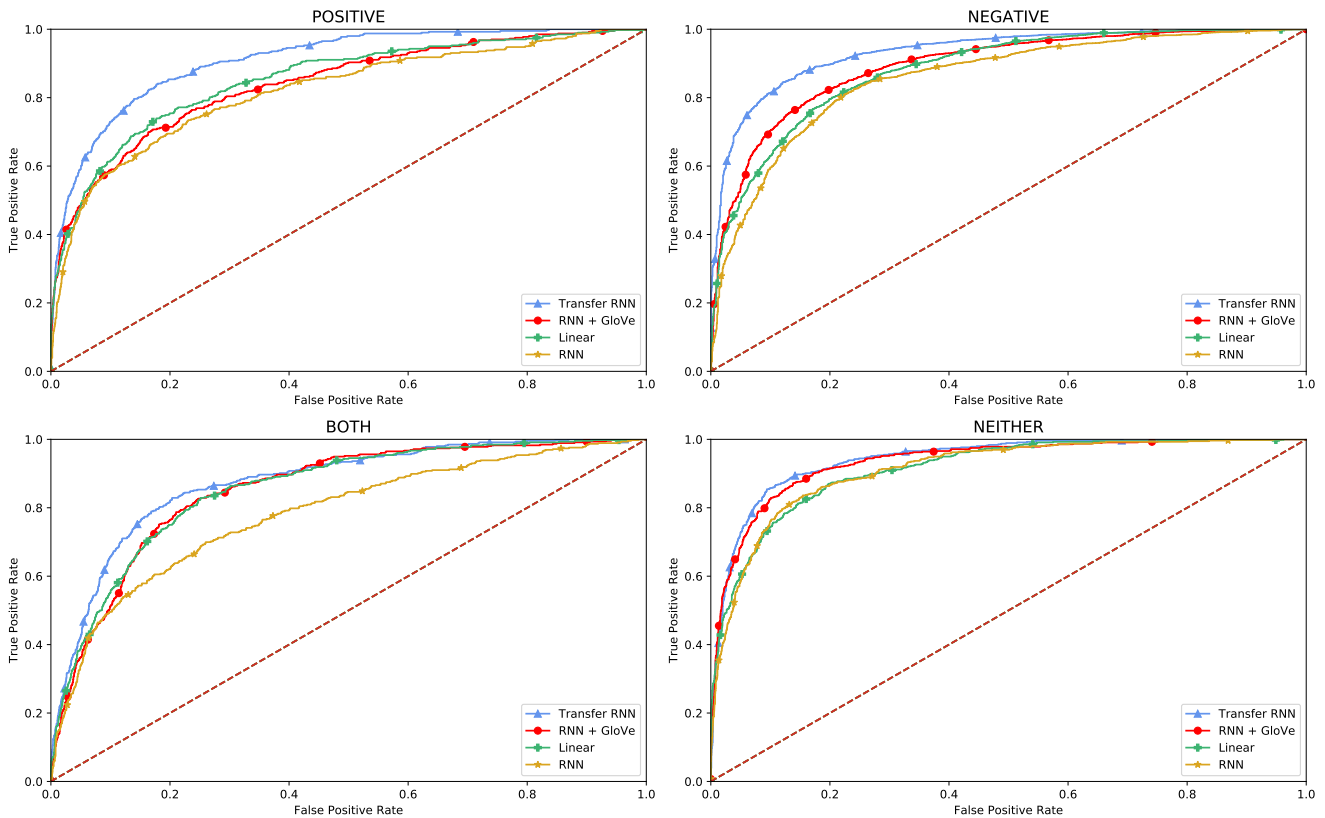 POSITIVE
1.0
0.8
0.6
0.4
0.2
0.0
True Positive Rate
0.0 0.2 0.4 0.6 0.8 1.0
False Positive Rate
Transfer RNN
RNN + GloVe
Linear
RNN
NEGATIVE
1.0
0.8
0.6
0.4
0.2
0.0
True Positive Rate
0.0 0.2 0.4 0.6 0.8 1.0
False Positive Rate
Transfer RNN
RNN + GloVe
Linear
RNN
BOTH
1.0
0.8
0.6
0.4
0.2
0.0
True Positive Rate
0.0 0.2 0.4 0.6 0.8 1.0
False Positive Rate
Transfer RNN
RNN + GloVe
Linear
RNN
NEITHER
1.0
0.8
0.6
0.4
0.2
0.0
True Positive Rate
0.0 0.2 0.4 0.6 0.8 1.0
False Positive Rate
Transfer RNN
RNN + GloVe
Linear
RNN